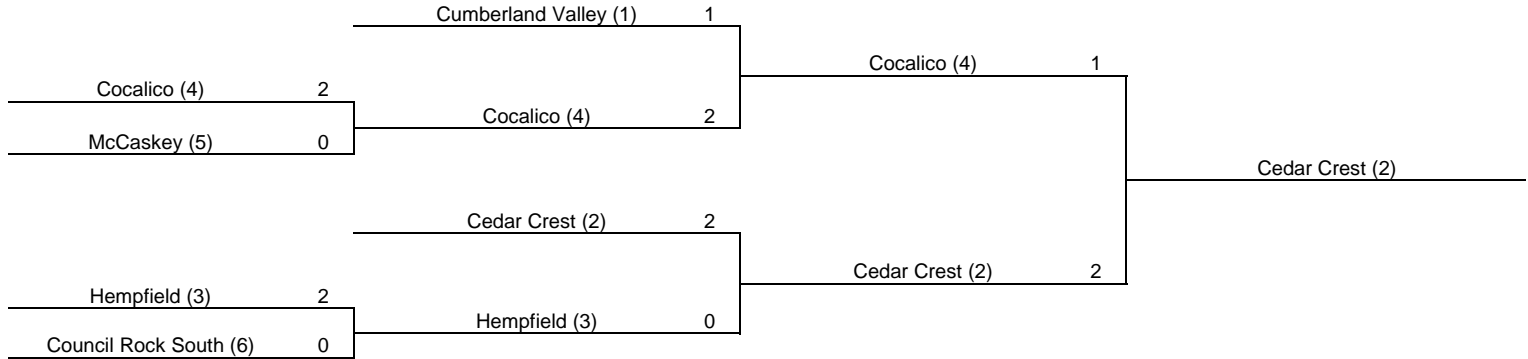 Cumberland Valley (1) 1
Cocalico (4) 1
Cocalico (4) 2
Cocalico (4) 2
McCaskey (5) 0
Cedar Crest (2)
Cedar Crest (2) 2
Cedar Crest (2) 2
Hempfield (3) 2
Hempfield (3) 0
Council Rock South (6) 0